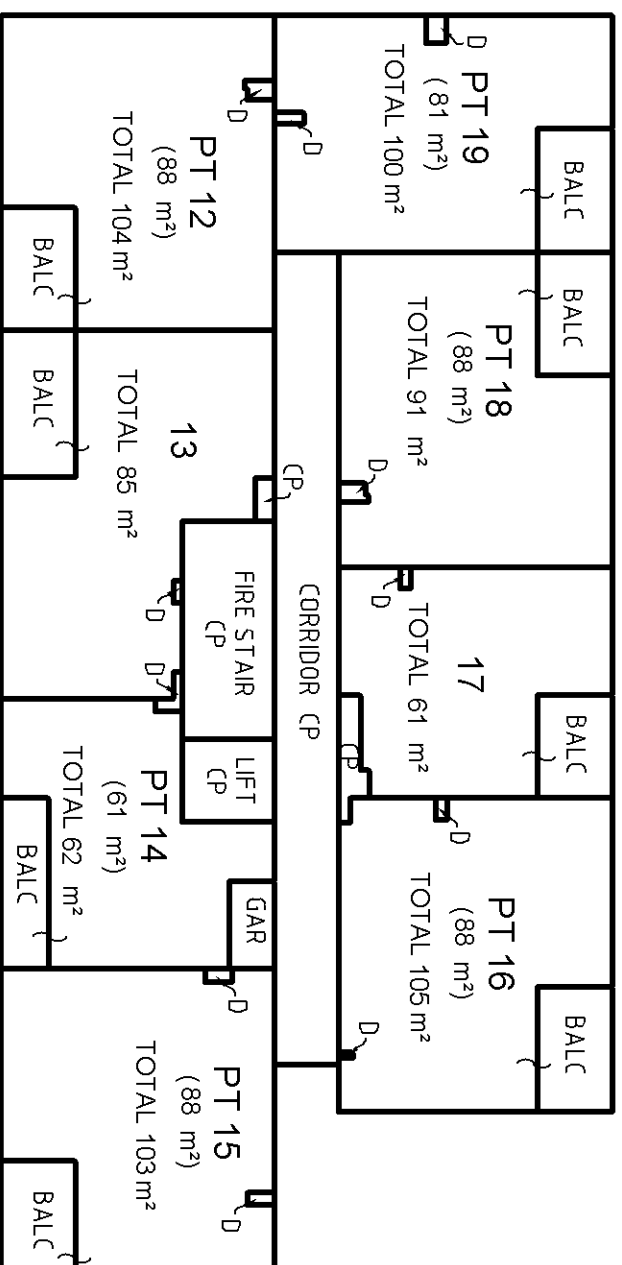 D
PT 19
(81 m²)
TOTAL 100 m²
BALC
D
D
PT 12
(88 m²)
TOTAL 104 m²
BALC
BALC
PT 18
(88 m²)
TOTAL 91 m²
D
13
TOTAL 85 m²
BALC
CP
D
D
FIRE STAIR
CP
CORRIDOR CP
D
17
TOTAL 61 m²
BALC
CP
LIFT
CP
PT 14
(61 m²)
TOTAL 62 m²
BALC
GAR
D
PT 16
(88 m²)
TOTAL 105 m²
BALC
D
D
PT 15
(88 m²)
TOTAL 103 m²
D
BALC